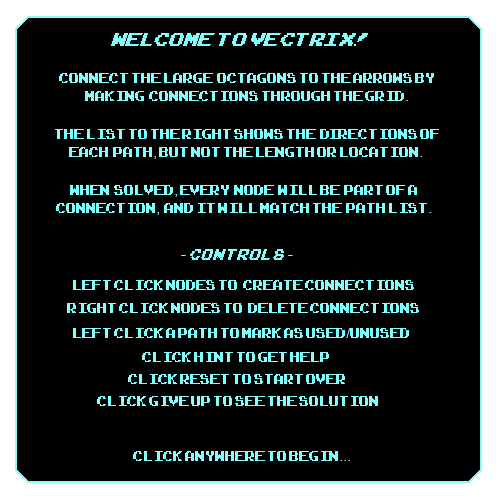 WELCOME TO VECTRIX!
CONNECT THE LARGE OCTAGONS TO THE ARROWS BY
MAKING CONNECTIONS THROUGH THE GRID.
THE LIST TO THE RIGHT SHOWS THE DIRECTIONS OF
EACH PATH, BUT NOT THE LENGTH OR LOCATION.
WHEN SOLVED, EVERY NODE WILL BE PART OF A
CONNECTION, AND IT WILL MATCH THE PATH LIST.
- CONTROLS -
LEFT CLICK NODES TO CREATE CONNECTIONS
RIGHT CLICK NODES TO DELETE CONNECTIONS
LEFT CLICK A PATH TO MARK AS USED/UNUSED
CLICK HINT TO GET HELP
CLICK RESET TO START OVER
CLICK GIVE UP TO SEE THE SOLUTION
CLICK ANYWHERE TO BEGIN...